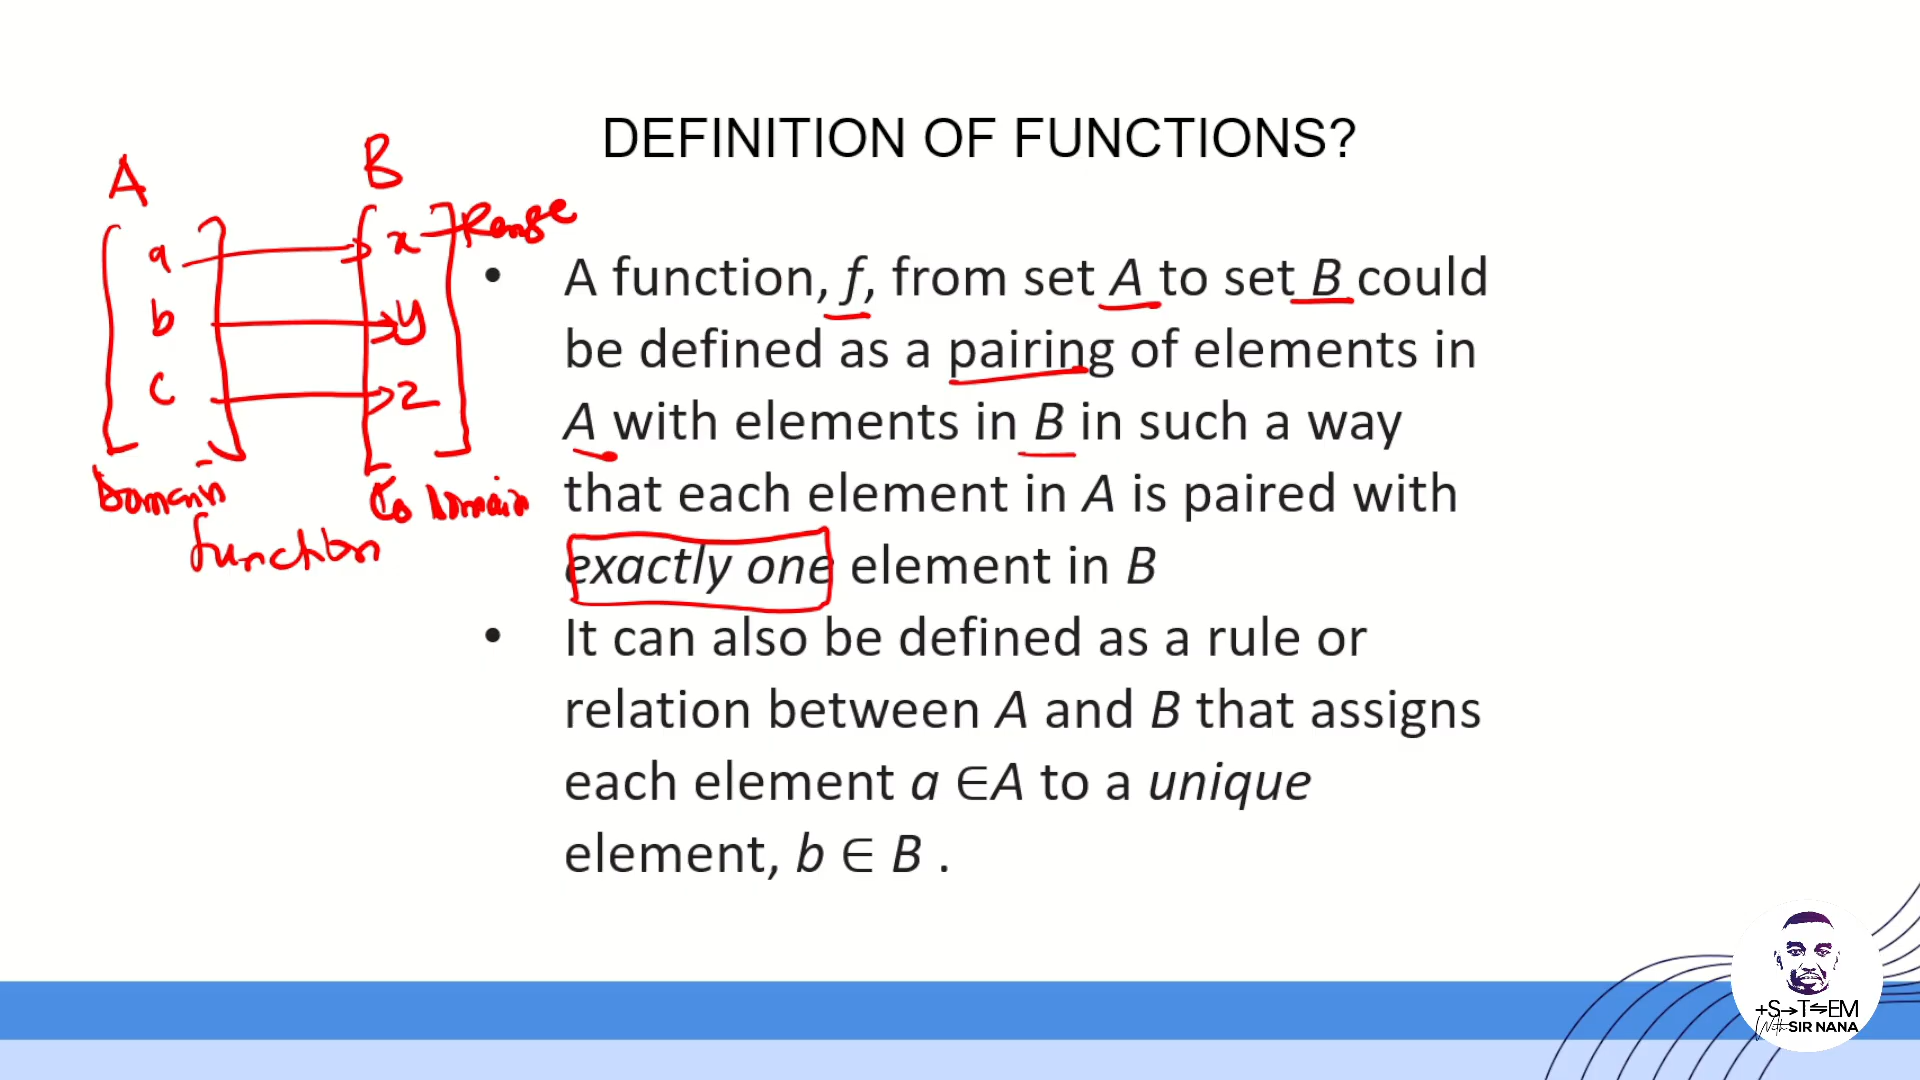 DEFINITION OF FUNCTIONS?
A
B
a
x
Range
b
y
c
z
Domain
Co Domain
function
• A function, f, from set A to set B could
be defined as a pairing of elements in
A with elements in B in such a way
that each element in A is paired with
exactly one element in B
• It can also be defined as a rule or
relation between A and B that assigns
each element a ∈A to a unique
element, b ∈ B .
+S→T⇌EM
With SIR NANA